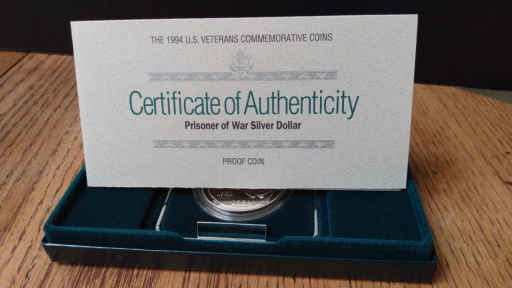 THE 1994 U.S. VETERANS COMMEMORATIVE COINS
Certificate of Authenticity
Prisoner of War Silver Dollar
PROOF COIN